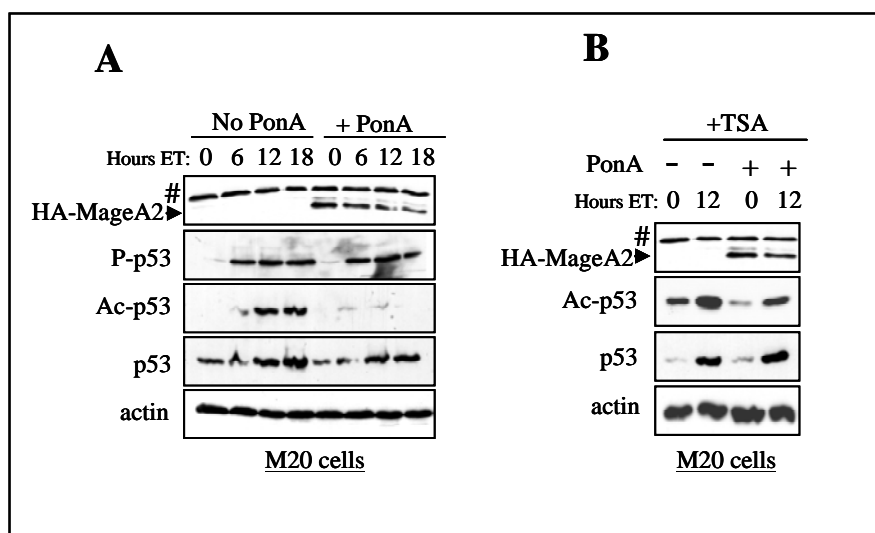 A
No PonA + PonA
Hours ET: 0 6 12 18 0 6 12 18
#
HA-MageA2
P-p53
Ac-p53
p53
actin
M20 cells
B
+TSA
PonA - - + +
Hours ET: 0 12 0 12
#
HA-MageA2
Ac-p53
p53
actin
M20 cells